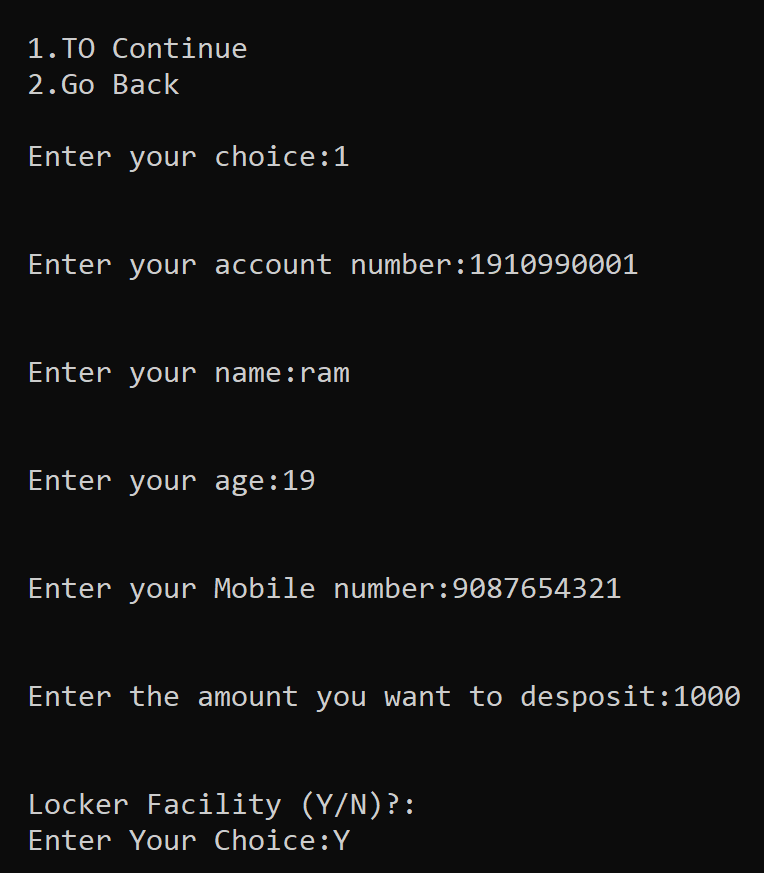 1.TO Continue
2.Go Back
Enter your choice:1
Enter your account number:1910990001
Enter your name:ram
Enter your age:19
Enter your Mobile number:9087654321
Enter the amount you want to desposit:1000
Locker Facility (Y/N)?:
Enter Your Choice:Y